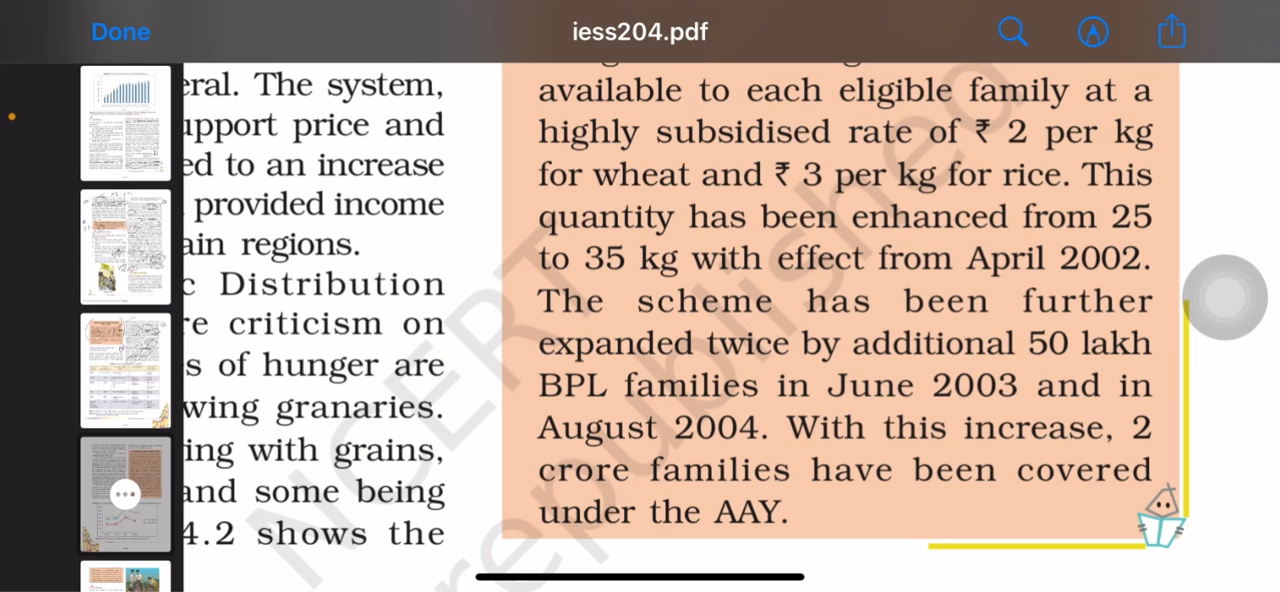 Done
iess204.pdf
eral. The system,
upport price and
ed to an increase
provided income
ain regions.
c Distribution
re criticism on
s of hunger are
wing granaries.
ing with grains,
and some being
4.2 shows the
available to each eligible family at a
highly subsidised rate of ₹ 2 per kg
for wheat and ₹ 3 per kg for rice. This
quantity has been enhanced from 25
to 35 kg with effect from April 2002.
The scheme has been further
expanded twice by additional 50 lakh
BPL families in June 2003 and in
August 2004. With this increase, 2
crore families have been covered
under the AAY.
NCERT
republished